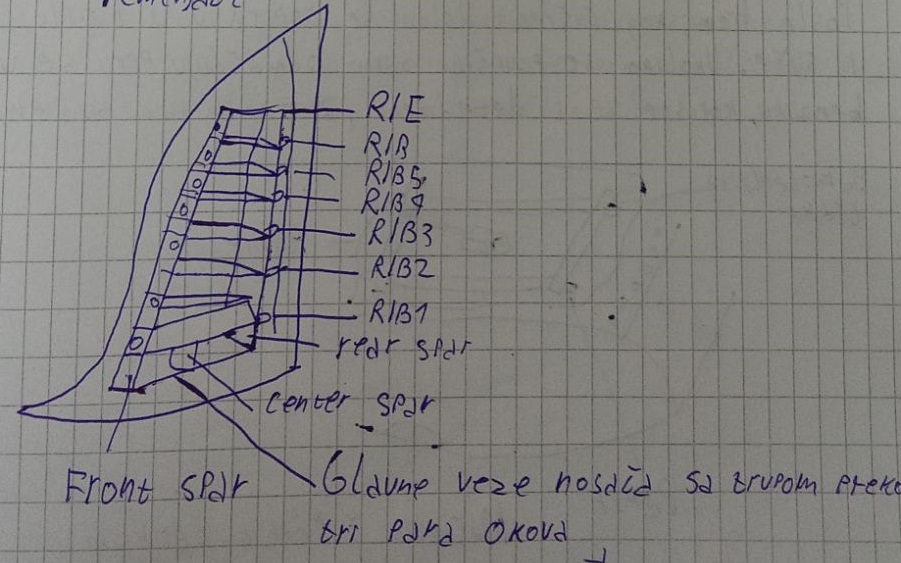 RIE
RIB
RIB5
RIB4
RIB3
RIB2
RIB1
rear spar
center spar
Front spar
Glavne veze nosača sa trupom preko
tri para okova